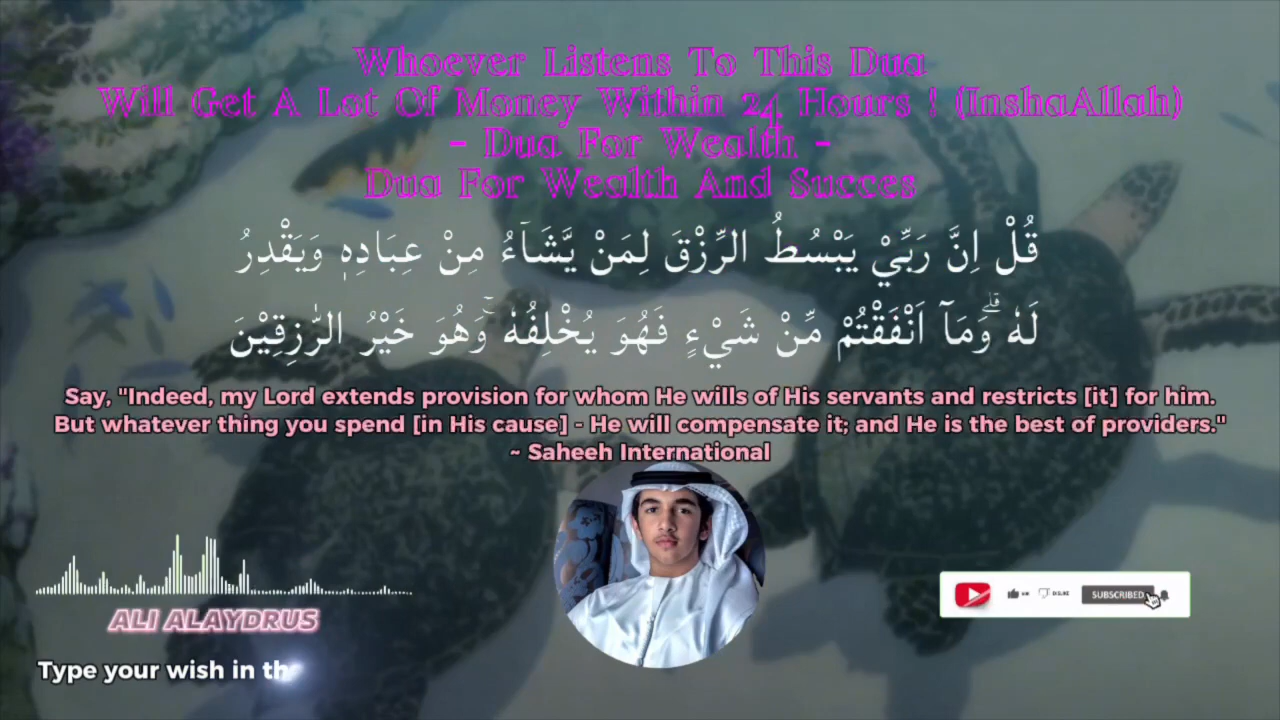 Whoever Listens To This Dua
Will Get A Lot Of Money Within 24 Hours ! (InshaAllah)
- Dua For Wealth -
Dua For Wealth And Succes
قُلْ اِنَّ رَبِّيْ يَبْسُطُ الرِّزْقَ لِمَنْ يَّشَاۤءُ مِنْ عِبَادِهٖ وَيَقْدِرُ
لَهٗ ۗوَمَآ اَنْفَقْتُمْ مِّنْ شَيْءٍ فَهُوَ يُخْلِفُهٗ ۚوَهُوَ خَيْرُ الرّٰزِقِيْنَ
Say, "Indeed, my Lord extends provision for whom He wills of His servants and restricts [it] for him.
But whatever thing you spend [in His cause] - He will compensate it; and He is the best of providers."
~ Saheeh International
DISLIKE
SUBSCRIBED
ALI ALAYDRUS
Type your wish in th